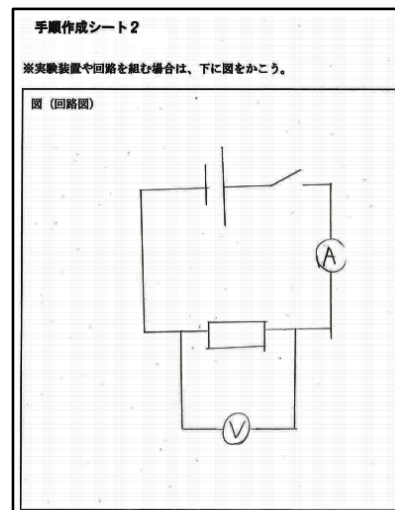 手順作成シート2
※実験装置や回路を組む場合は、下に図をかこう。
図（回路図）
A
V